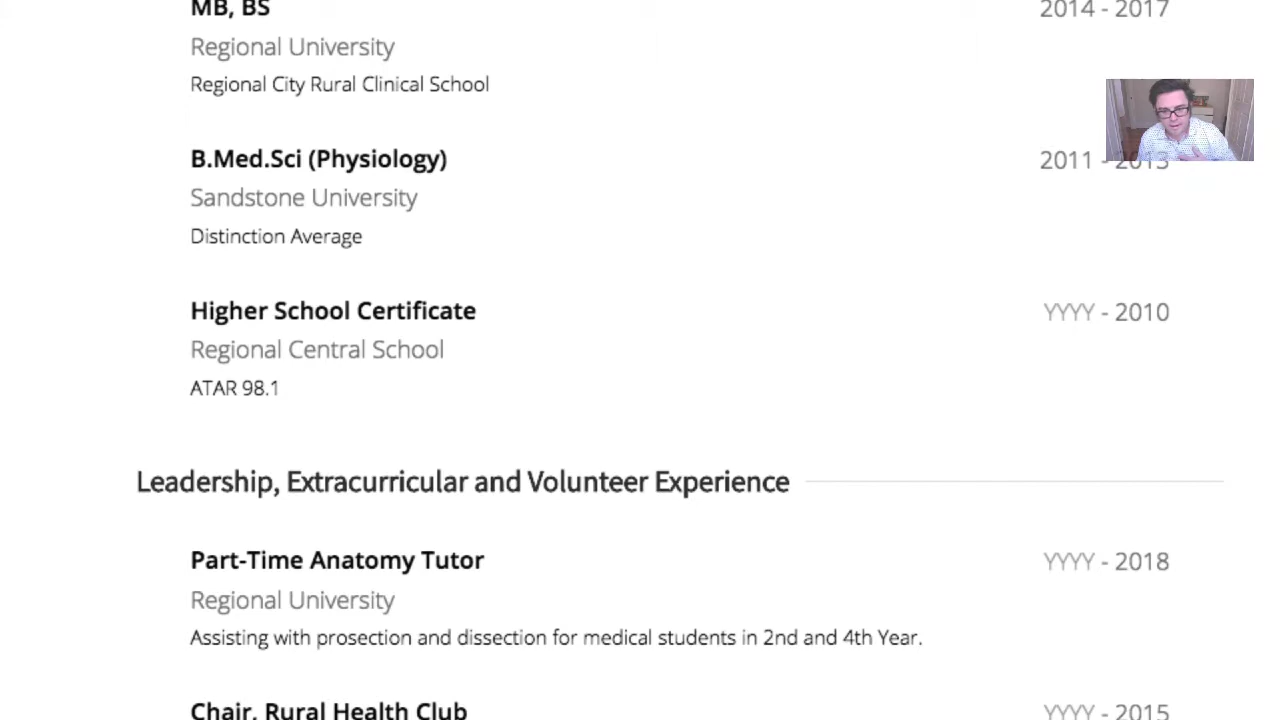 MB, BS
2014 - 2017
Regional University
Regional City Rural Clinical School
B.Med.Sci (Physiology)
2011 - 2013
Sandstone University
Distinction Average
Higher School Certificate
YYYY - 2010
Regional Central School
ATAR 98.1
Leadership, Extracurricular and Volunteer Experience
Part-Time Anatomy Tutor
YYYY - 2018
Regional University
Assisting with prosection and dissection for medical students in 2nd and 4th Year.
Chair, Rural Health Club
YYYY - 2015